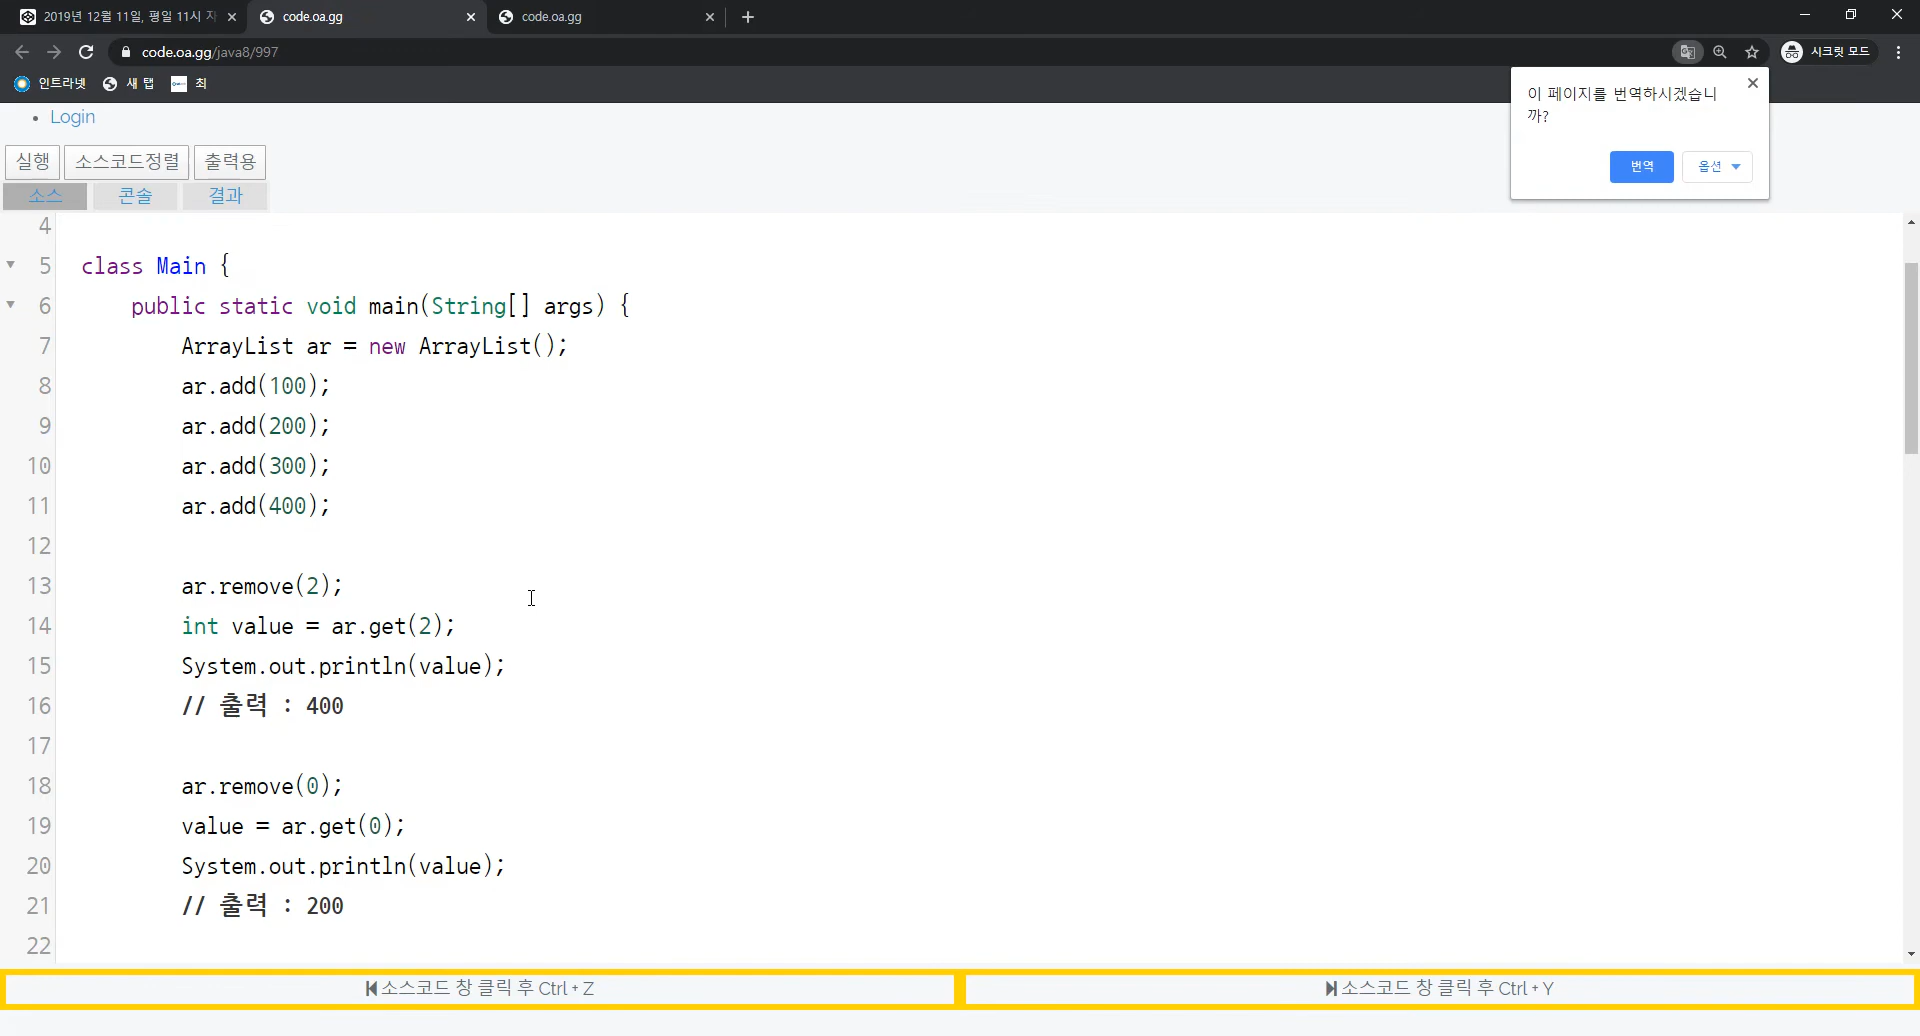 2019년 12월 11일, 평일 11시 자
code.oa.gg
code.oa.gg
code.oa.gg/java8/997
시크릿 모드
인트라넷
새 탭
최
이 페이지를 번역하시겠습니
까?
번역
옵션
Login
실행
소스코드정렬
출력용
소스
콘솔
결과
4
5 class Main {
6 public static void main(String[] args) {
7 ArrayList ar = new ArrayList();
8 ar.add(100);
9 ar.add(200);
10 ar.add(300);
11 ar.add(400);
12
13 ar.remove(2);
14 int value = ar.get(2);
15 System.out.println(value);
16 // 출력 : 400
17
18 ar.remove(0);
19 value = ar.get(0);
20 System.out.println(value);
21 // 출력 : 200
22
소스코드 창 클릭 후 Ctrl + Z
소스코드 창 클릭 후 Ctrl + Y